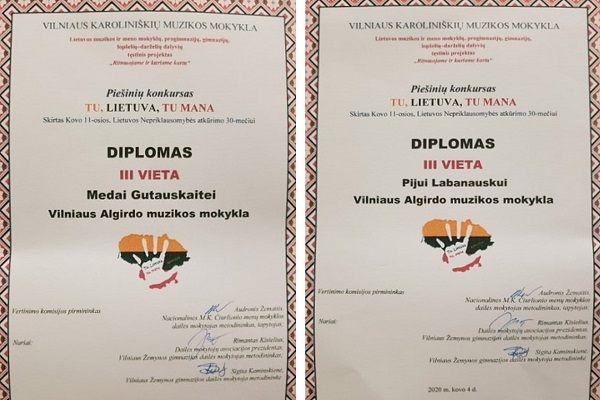 VILNIAUS KAROLINIŠKIŲ MUZIKOS MOKYKLA
Lietuvos muzikos ir meno mokyklų, progimnazijų, gimnazijų,
lopšelių-darželių dalyvių
tęstinis projektas
„Ritmuojame ir kuriame kartu“
Piešinių konkursas
TU, LIETUVA, TU MANA
Skirtas Kovo 11-osios, Lietuvos Nepriklausomybės atkūrimo 30-mečiui
DIPLOMAS
III VIETA
Medai Gutauskaitei
Vilniaus Algirdo muzikos mokykla
Vertinimo komisijos pirmininkas
Audronis Žemaitis,
Nacionalinės M.K. Čiurlionio menų mokyklos
dailės mokytojas metodininkas, tapytojas;
Nariai:
Rimantas Kisielius,
Dailės mokytojų asociacijos prezidentas,
Vilniaus Žemynos gimnazijos dailės mokytojas metodininkas,
Sigita Kaminskienė,
Vilniaus Žemynos gimnazijos dailės mokytoja metodininkė
VILNIAUS KAROLINIŠKIŲ MUZIKOS MOKYKLA
Lietuvos muzikos ir meno mokyklų, progimnazijų, gimnazijų,
lopšelių-darželių dalyvių
tęstinis projektas
„Ritmuojame ir kuriame kartu“
Piešinių konkursas
TU, LIETUVA, TU MANA
Skirtas Kovo 11-osios, Lietuvos Nepriklausomybės atkūrimo 30-mečiui
DIPLOMAS
III VIETA
Pijui Labanauskui
Vilniaus Algirdo muzikos mokykla
Vertinimo komisijos pirmininkas
Audronis Žemaitis,
Nacionalinės M.K. Čiurlionio menų mokyklos
dailės mokytojas metodininkas, tapytojas;
Nariai:
Rimantas Kisielius,
Dailės mokytojų asociacijos prezidentas,
Vilniaus Žemynos gimnazijos dailės mokytojas metodininkas,
Sigita Kaminskienė,
Vilniaus Žemynos gimnazijos dailės mokytoja metodininkė
2020 m. kovo 4 d.